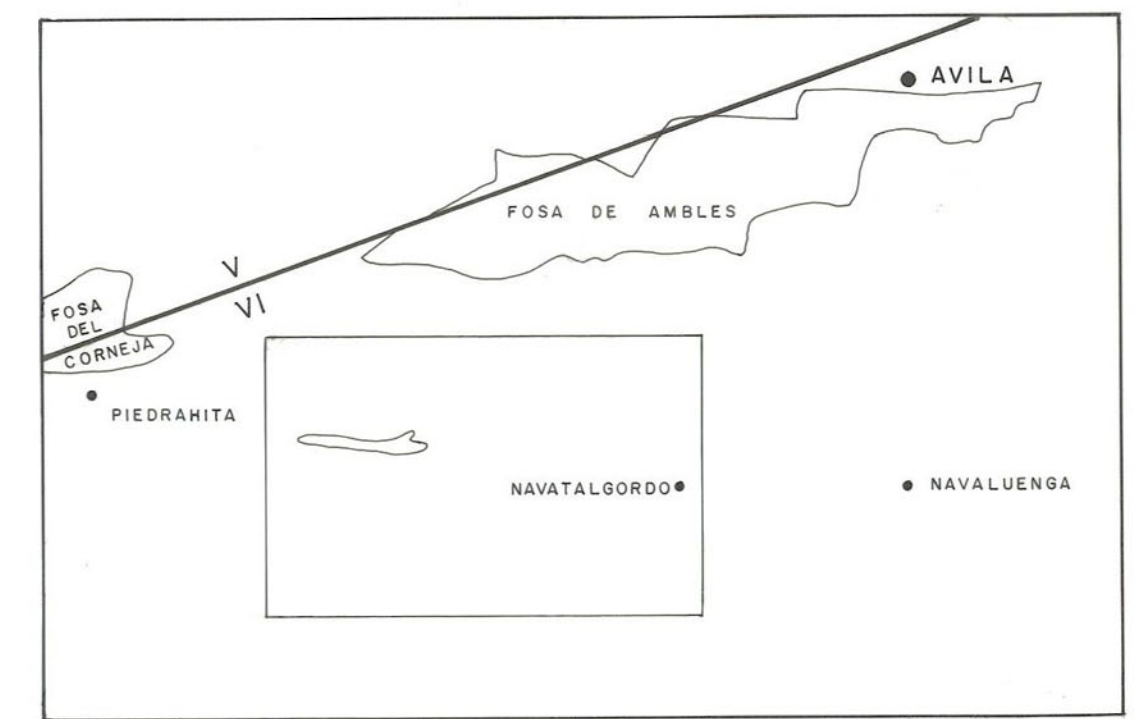 AVILA
FOSA DE AMBLES
V
VI
FOSA
DEL
CORNEJA
PIEDRAHITA
NAVATALGORDO
NAVALUENGA